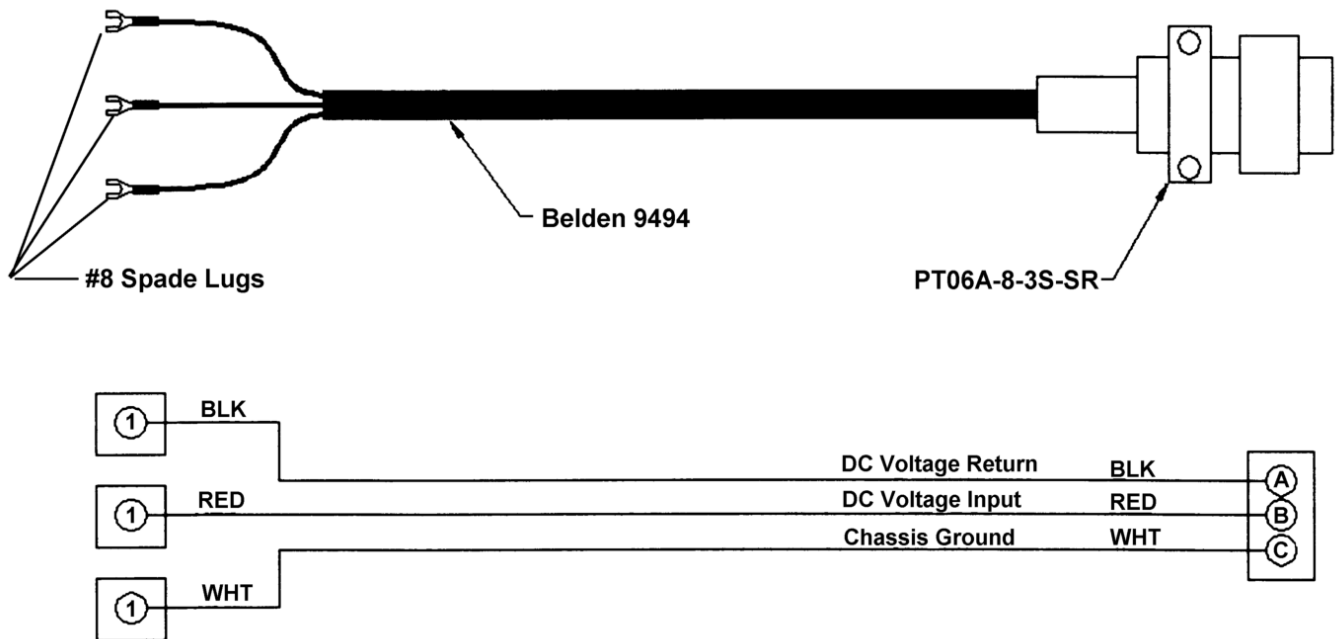 Belden 9494
#8 Spade Lugs
PT06A-8-3S-SR
1 BLK
DC Voltage Return BLK A
1 RED
DC Voltage Input RED B
Chassis Ground WHT C
1 WHT